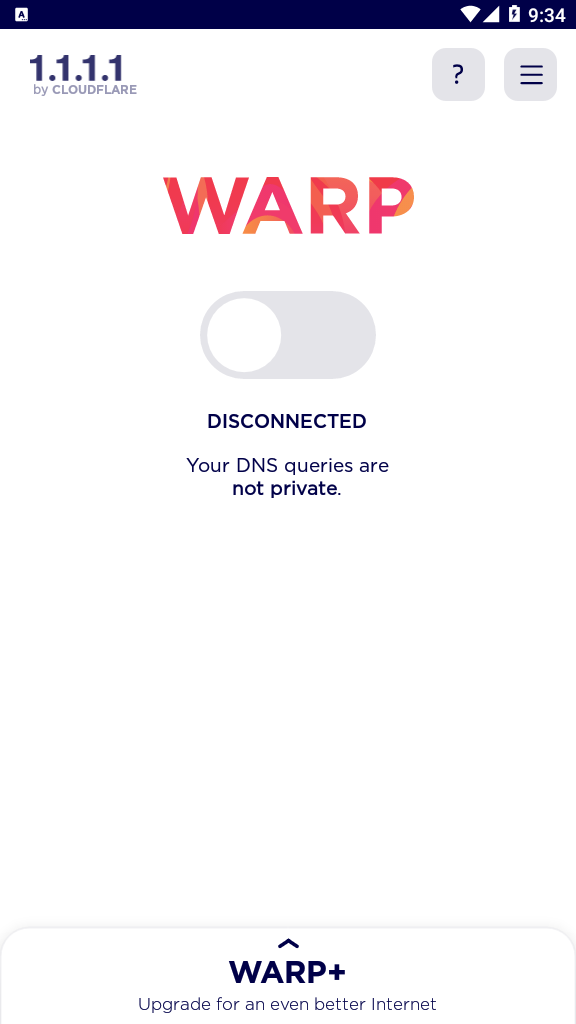 9:34
1.1.1.1
by CLOUDFLARE
?
WARP
DISCONNECTED
Your DNS queries are
not private.
WARP+
Upgrade for an even better Internet